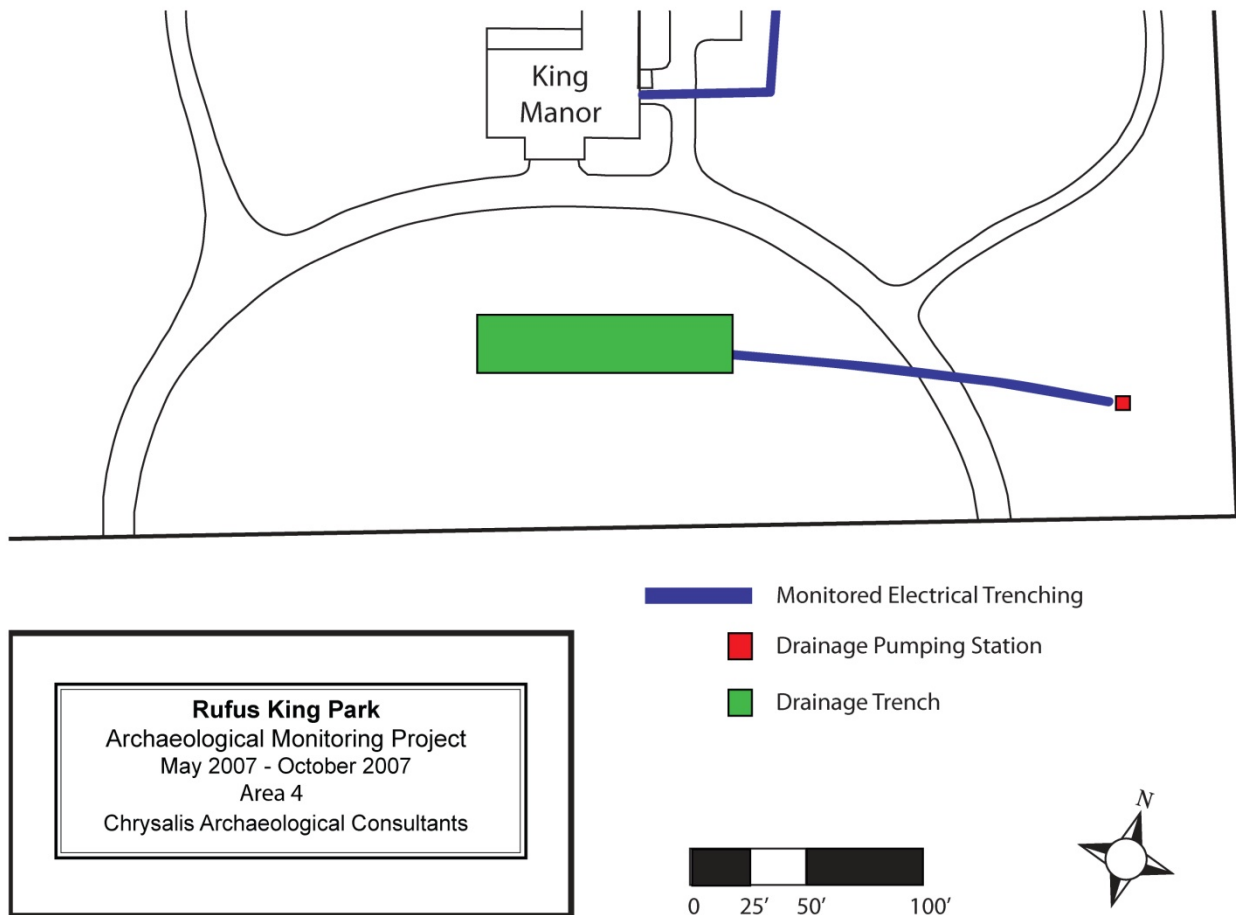 King
Manor
Monitored Electrical Trenching
Drainage Pumping Station
Drainage Trench
Rufus King Park
Archaeological Monitoring Project
May 2007 - October 2007
Area 4
Chrysalis Archaeological Consultants
N
0 25' 50' 100'